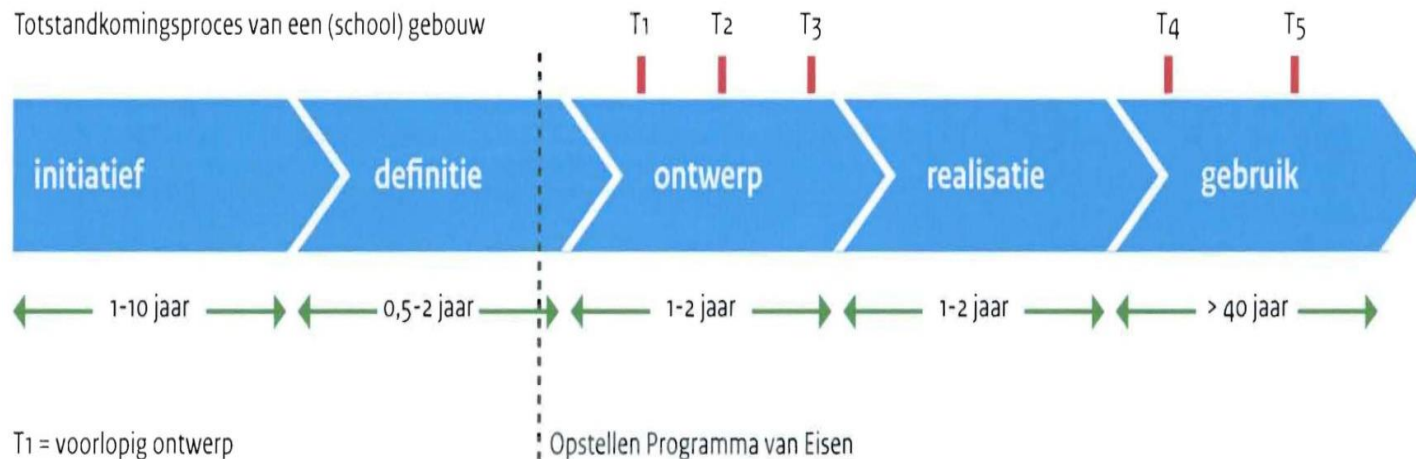 Totstandkomingsproces van een (school) gebouw
T1 T2 T3 T4 T5
initiatief definitie ontwerp realisatie gebruik
1-10 jaar 0,5-2 jaar 1-2 jaar 1-2 jaar > 40 jaar
T1 = voorlopig ontwerp
Opstellen Programma van Eisen